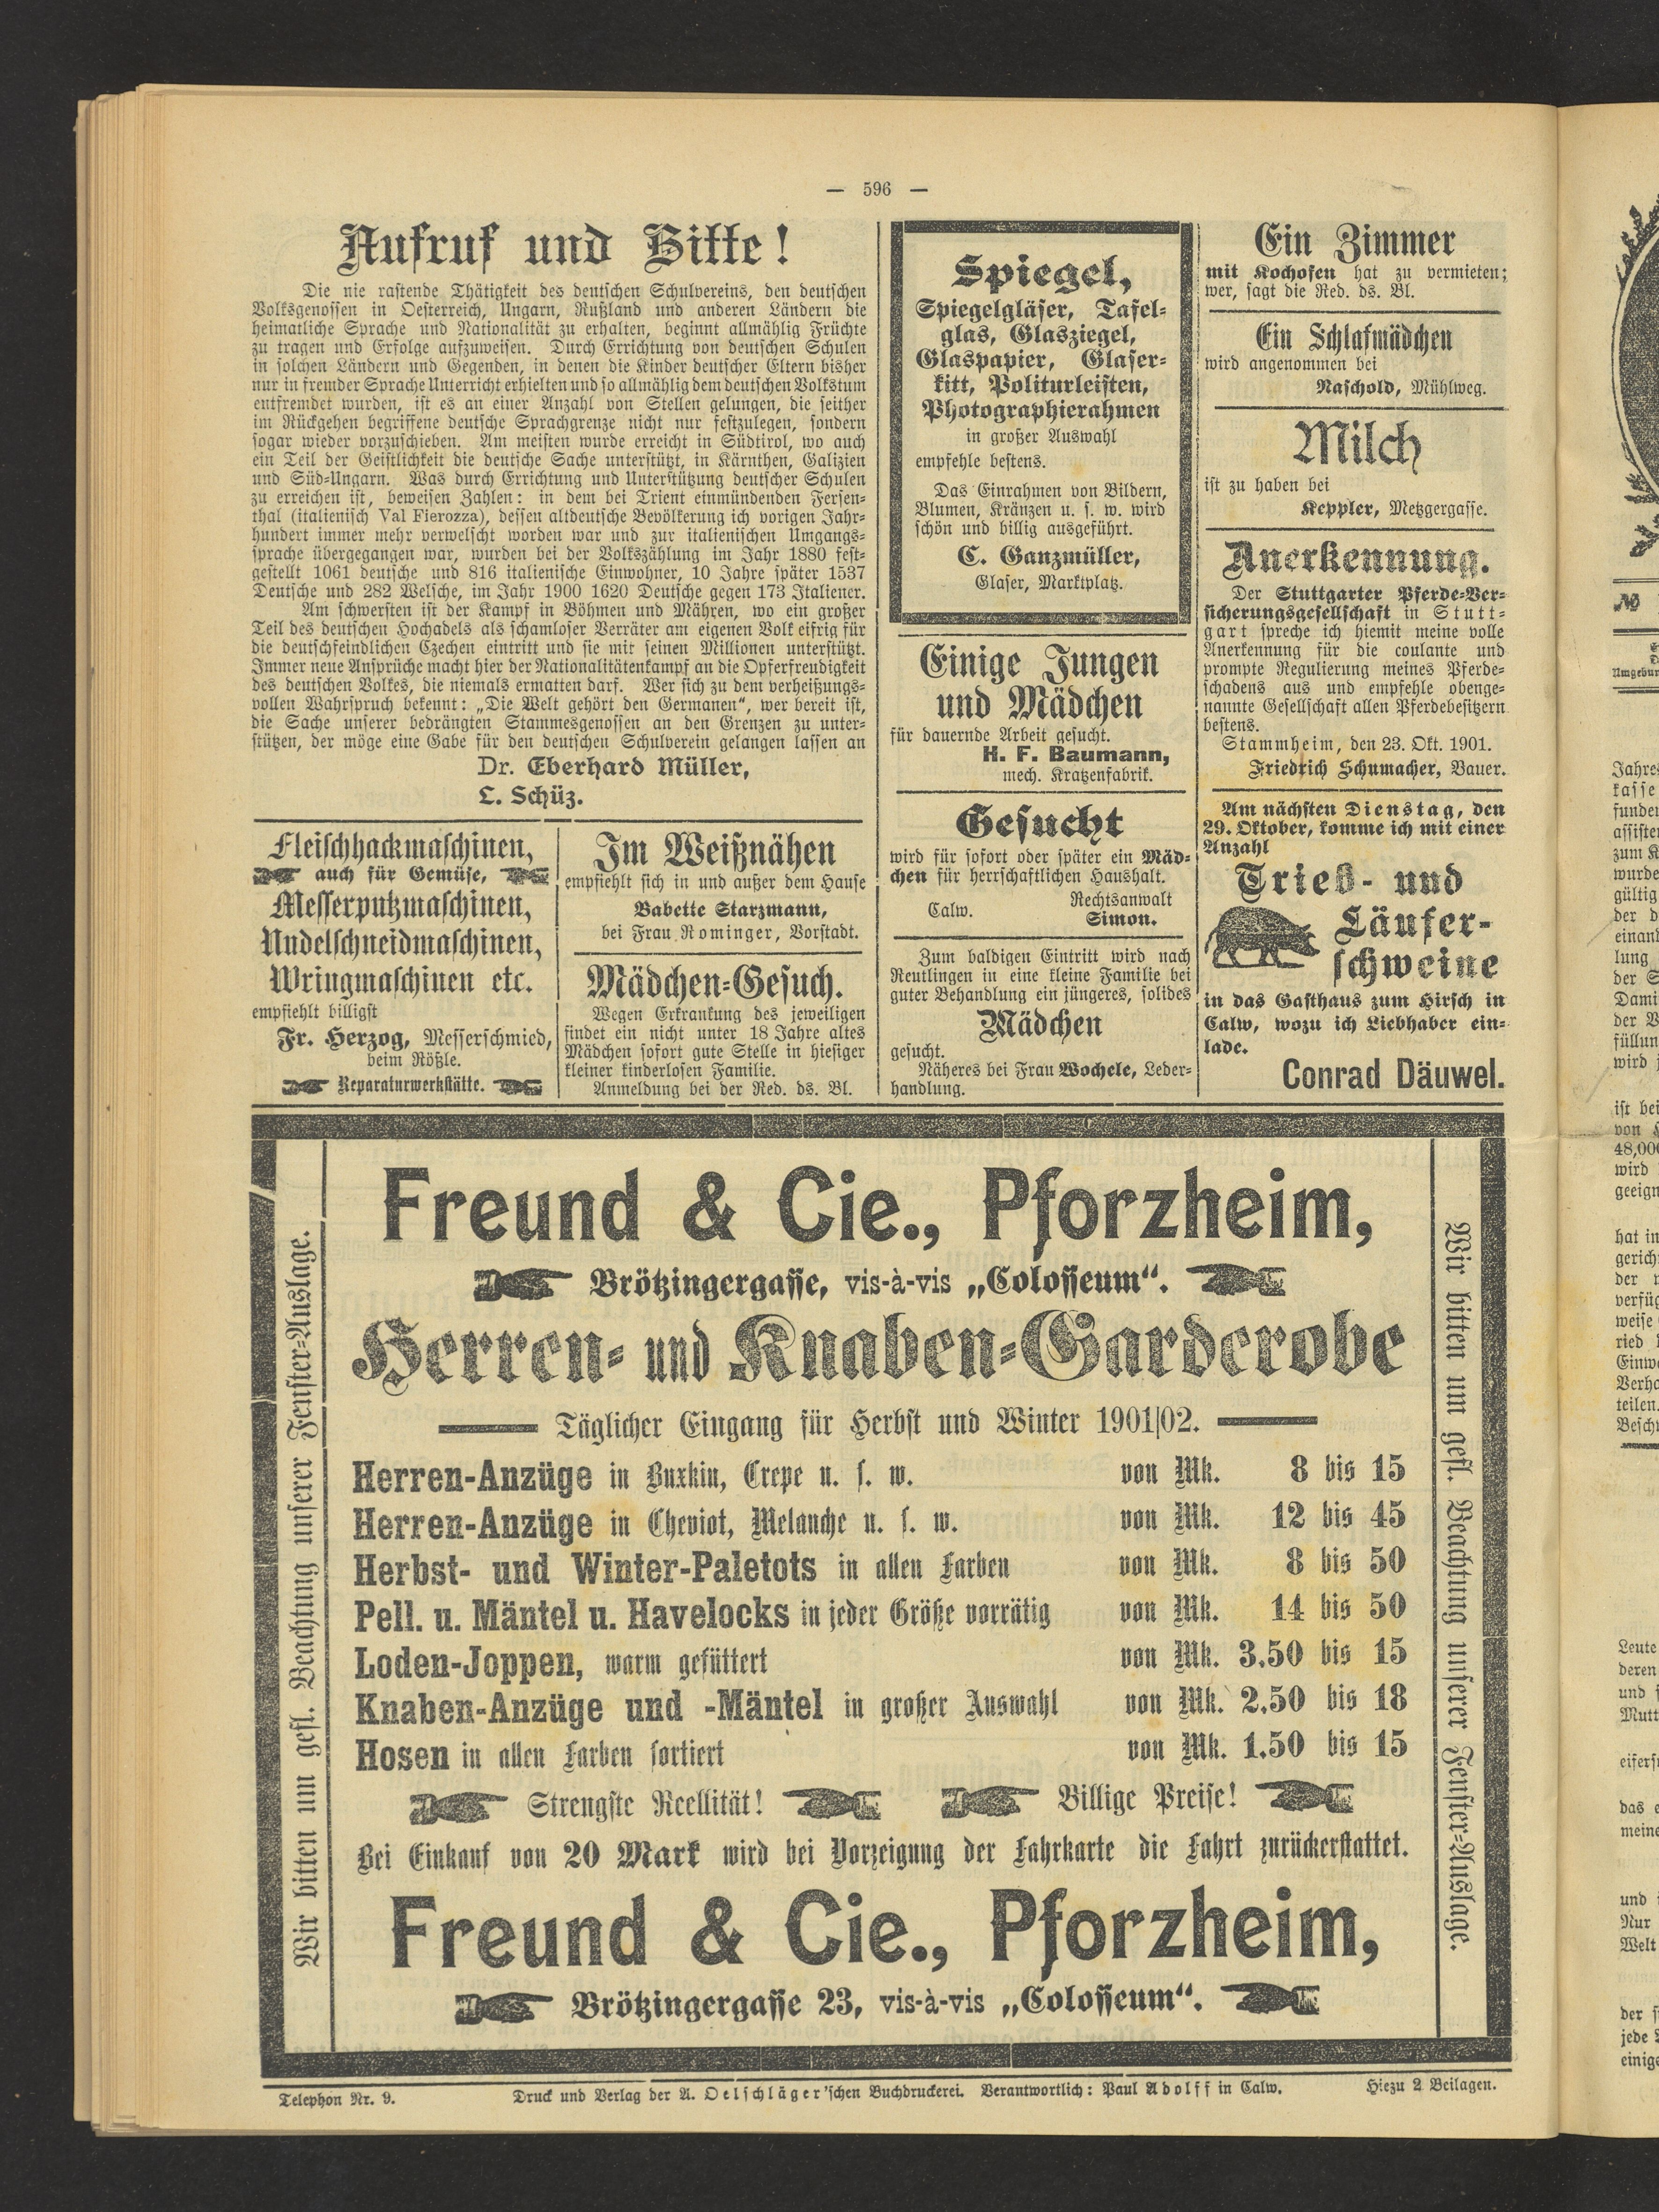 — 596 —
Aufruf und Bitte!
Die nie rastende Thätigkeit des deutschen Schulvereins, den deutschen
Volksgenossen in Oesterreich, Ungarn, Rußland und anderen Ländern die
heimatliche Sprache und Nationalität zu erhalten, beginnt allmählig Früchte
zu tragen und Erfolge aufzuweisen. Durch Errichtung von deutschen Schulen
in solchen Ländern und Gegenden, in denen die Kinder deutscher Eltern bisher
nur in fremder Sprache Unterricht erhielten und so allmählig dem deutschen Volkstum
entfremdet wurden, ist es an einer Anzahl von Stellen gelungen, die seither
im Rückgehen begriffene deutsche Sprachgrenze nicht nur festzulegen, sondern
sogar wieder vorzuschieben. Am meisten wurde erreicht in Südtirol, wo auch
ein Teil der Geistlichkeit die deutsche Sache unterstützt, in Kärnthen, Galizien
und Süd-Ungarn. Was durch Errichtung und Unterstützung deutscher Schulen
zu erreichen ist, beweisen Zahlen: in dem bei Trient einmündenden Fersen-
thal (italienisch Val Fierozza), dessen altdeutsche Bevölkerung ich vorigen Jahr-
hundert immer mehr verwelscht worden war und zur italienischen Umgangs-
sprache übergegangen war, wurden bei der Volkszählung im Jahr 1880 fest-
gestellt 1061 deutsche und 816 italienische Einwohner, 10 Jahre später 1537
Deutsche und 282 Welsche, im Jahr 1900 1620 Deutsche gegen 173 Italiener.
Am schwersten ist der Kampf in Böhmen und Mähren, wo ein großer
Teil des deutschen Hochadels als schamloser Verräter am eigenen Volk eifrig für
die deutschfeindlichen Czechen eintritt und sie mit seinen Millionen unterstützt.
Immer neue Ansprüche macht hier der Nationalitätenkampf an die Opferfreudigkeit
des deutschen Volkes, die niemals ermatten darf. Wer sich zu dem verheißungs-
vollen Wahrspruch bekennt: „Die Welt gehört den Germanen“, wer bereit ist,
die Sache unserer bedrängten Stammesgenossen an den Grenzen zu unter-
stützen, der möge eine Gabe für den deutschen Schulverein gelangen lassen an
Dr. Eberhard Müller,
L. Schüz.
Fleischhackmaschinen,
auch für Gemüse,
Messerputzmaschinen,
Nudelschneidmaschinen,
Wringmaschinen etc.
empfiehlt billigst
Fr. Herzog, Messerschmied,
beim Rößle.
Reparaturwerkstätte.
Im Weißnähen
empfiehlt sich in und außer dem Hause
Babette Starzmann,
bei Frau Rominger, Vorstadt.
Mädchen-Gesuch.
Wegen Erkrankung des jeweiligen
findet ein nicht unter 18 Jahre altes
Mädchen sofort gute Stelle in hiesiger
kleiner kinderlosen Familie.
Anmeldung bei der Red. ds. Bl.
Spiegel,
Spiegelgläser, Tafel-
glas, Glasziegel,
Glaspapier, Glaser-
kitt, Politurleisten,
Photographierahmen
in großer Auswahl
empfehle bestens.
Das Einrahmen von Bildern,
Blumen, Kränzen u. s. w. wird
schön und billig ausgeführt.
C. Ganzmüller,
Glaser, Marktplatz.
Einige Jungen
und Mädchen
für dauernde Arbeit gesucht.
H. F. Baumann,
mech. Kratzenfabrik.
Gesucht
wird für sofort oder später ein Mäd-
chen für herrschaftlichen Haushalt.
Rechtsanwalt
Calw. Simon.
Zum baldigen Eintritt wird nach
Reutlingen in eine kleine Familie bei
guter Behandlung ein jüngeres, solides
Mädchen
gesucht.
Näheres bei Frau Wochele, Leder-
handlung.
Ein Zimmer
mit Kochofen hat zu vermieten;
wer, sagt die Red. ds. Bl.
Ein Schlafmädchen
wird angenommen bei
Naschold, Mühlweg.
Milch
ist zu haben bei
Keppler, Metzgergasse.
Anerkennung.
Der Stuttgarter Pferde-Ver-
sicherungsgesellschaft in Stutt-
gart spreche ich hiemit meine volle
Anerkennung für die coulante und
prompte Regulierung meines Pferde-
schadens aus und empfehle obenge-
nannte Gesellschaft allen Pferdebesitzern
bestens.
Stammheim, den 23. Okt. 1901.
Friedrich Schumacher, Bauer.
Am nächsten Dienstag, den
29. Oktober, komme ich mit einer
Anzahl
Trieb- und
Läufer-
schweine
in das Gasthaus zum Hirsch in
Calw, wozu ich Liebhaber ein-
lade.
Conrad Däuwel.
Wir bitten um gefl. Beachtung unserer Fenster-Auslage.
Freund & Cie., Pforzheim,
Brötzingergasse, vis-à-vis „Colosseum“.
Herren- und Knaben-Garderobe
Täglicher Eingang für Herbst und Winter 1901/02.
Herren-Anzüge in Buxkin, Crepe u. s. w. von Mk. 8 bis 15
Herren-Anzüge in Cheviot, Melanche u. s. w. von Mk. 12 bis 45
Herbst- und Winter-Paletots in allen Farben von Mk. 8 bis 50
Pell. u. Mäntel u. Havelocks in jeder Größe vorrätig von Mk. 14 bis 50
Loden-Joppen, warm gefüttert von Mk. 3.50 bis 15
Knaben-Anzüge und -Mäntel in großer Auswahl von Mk. 2.50 bis 18
Hosen in allen Farben sortiert von Mk. 1.50 bis 15
Strengste Reellität! Billige Preise!
Bei Einkauf von 20 Mark wird bei Vorzeigung der Fahrkarte die Fahrt zurückerstattet.
Freund & Cie., Pforzheim,
Brötzingergasse 23, vis-à-vis „Colosseum“.
Wir bitten um gefl. Beachtung unserer Fenster-Auslage.
Telephon Nr. 9. Druck und Verlag der A. Oelschläger'schen Buchdruckerei. Verantwortlich: Paul Adolff in Calw. Hiezu 2 Beilagen.